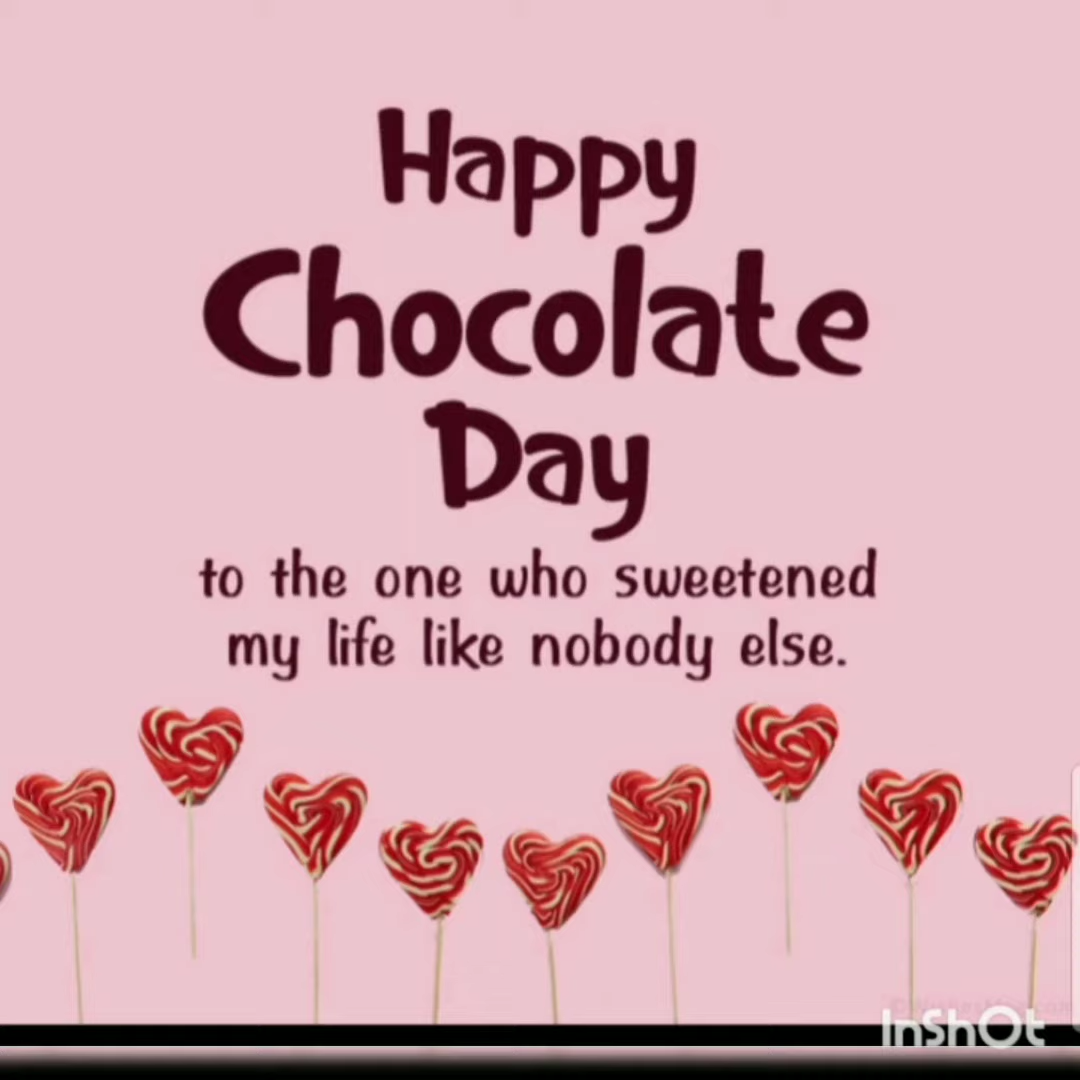 Happy
Chocolate
Day
to the one who sweetened
my life like nobody else.
InShOt